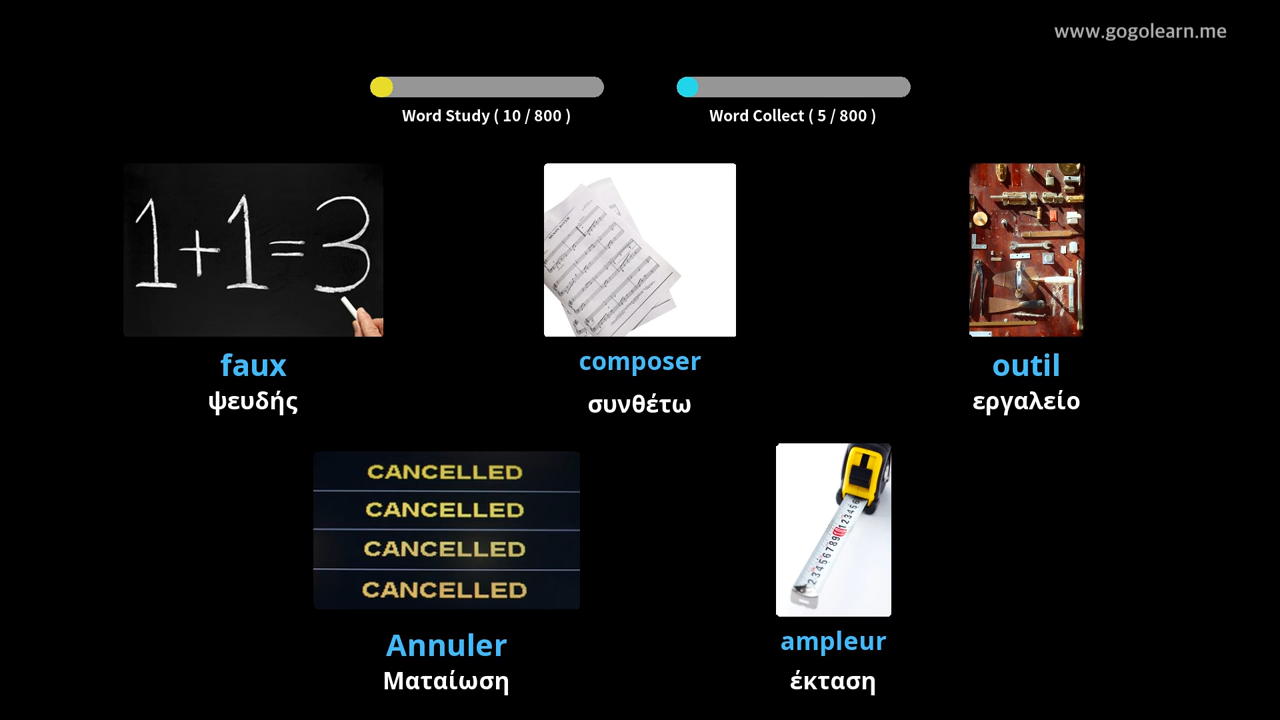 www.gogolearn.me
Word Study ( 10 / 800 )
Word Collect ( 5 / 800 )
1+1=3
faux
ψευδής
composer
συνθέτω
outil
εργαλείο
CANCELLED
CANCELLED
CANCELLED
CANCELLED
Annuler
Ματαίωση
ampleur
έκταση